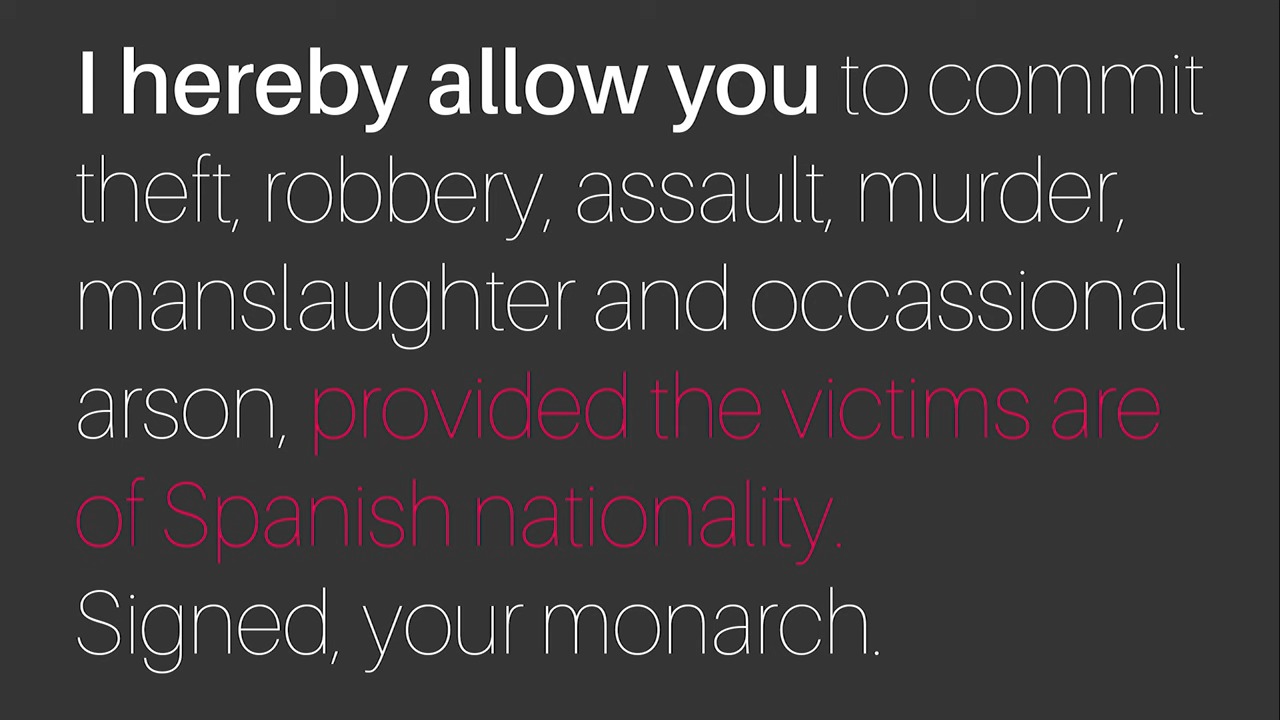 I hereby allow you to commit
theft, robbery, assault, murder,
manslaughter and occassional
arson, provided the victims are
of Spanish nationality.
Signed, your monarch.